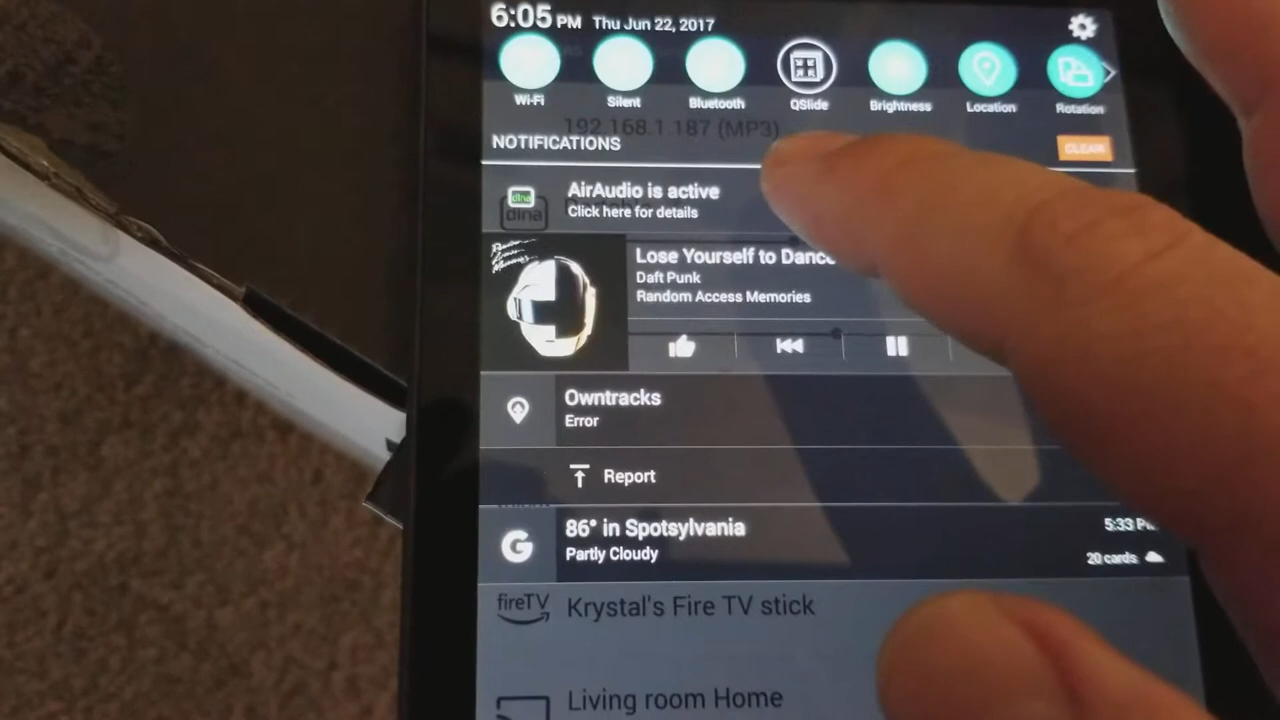 6:05 PM Thu Jun 22, 2017
Wi-Fi Silent Bluetooth QSlide Brightness Location Rotation
192.168.1.187 (MP3)
NOTIFICATIONS
CLEAR
AirAudio is active
dlna
dlna
Click here for details
Lose Yourself to Dance
Daft Punk
Random Access Memories
Owntracks
Error
Report
86° in Spotsylvania
5:33 PM
G
Partly Cloudy
20 cards
fireTV
Krystal's Fire TV stick
Living room Home